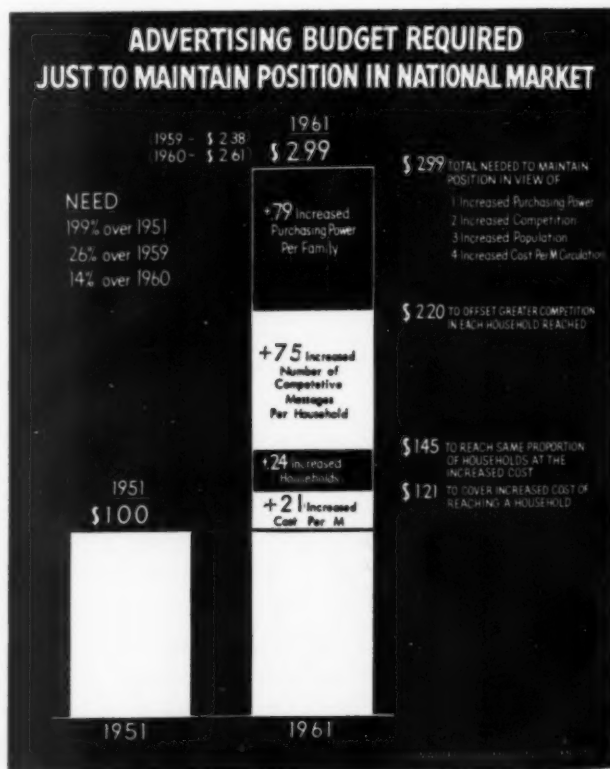 ADVERTISING BUDGET REQUIRED
JUST TO MAINTAIN POSITION IN NATIONAL MARKET
1961
(1959 - $ 2.38)
(1960 - $ 2.61)
$ 2.99
NEED
199% over 1951
26% over 1959
14% over 1960
+.79 Increased
Purchasing Power
Per Family
+.75 Increased
Number of
Competetive
Messages
Per Household
+.24 Increased
Households
+.21 Increased
Cost Per M
1951
$1.00
$ 2.99 TOTAL NEEDED TO MAINTAIN
POSITION IN VIEW OF
1 Increased Purchasing Power
2 Increased Competition
3 Increased Population
4 Increased Cost Per M Circulation
$ 2.20 TO OFFSET GREATER COMPETITION
IN EACH HOUSEHOLD REACHED
$ 1.45 TO REACH SAME PROPORTION
OF HOUSEHOLDS AT THE
INCREASED COST
$ 1.21 TO COVER INCREASED COST OF
REACHING A HOUSEHOLD
1951
1961